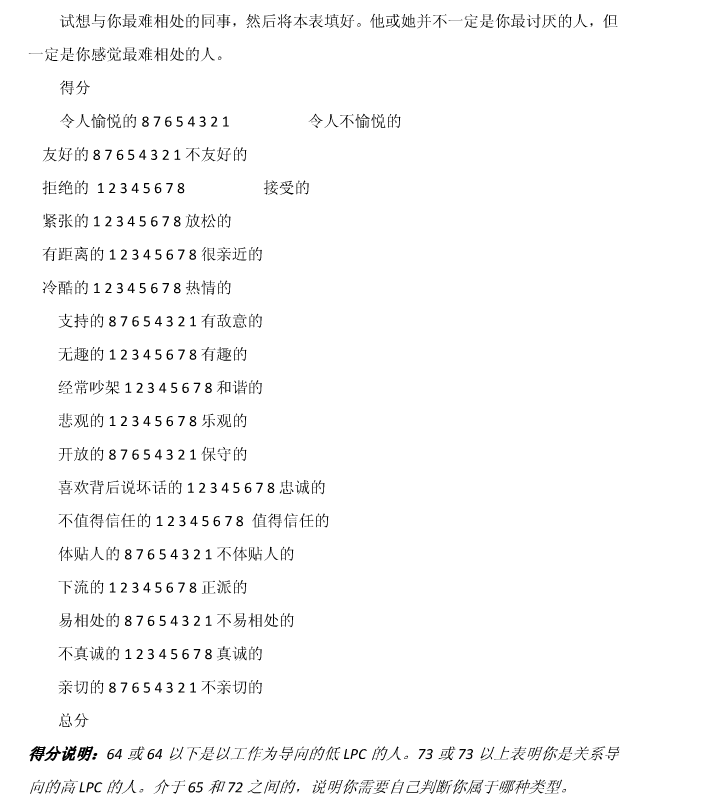 试想与你最难相处的同事，然后将本表填好。他或她并不一定是你最讨厌的人，但
一定是你感觉最难相处的人。
得分
令人愉悦的 8 7 6 5 4 3 2 1 令人不愉悦的
友好的 8 7 6 5 4 3 2 1 不友好的
拒绝的 1 2 3 4 5 6 7 8 接受的
紧张的 1 2 3 4 5 6 7 8 放松的
有距离的 1 2 3 4 5 6 7 8 很亲近的
冷酷的 1 2 3 4 5 6 7 8 热情的
支持的 8 7 6 5 4 3 2 1 有敌意的
无趣的 1 2 3 4 5 6 7 8 有趣的
经常吵架 1 2 3 4 5 6 7 8 和谐的
悲观的 1 2 3 4 5 6 7 8 乐观的
开放的 8 7 6 5 4 3 2 1 保守的
喜欢背后说坏话的 1 2 3 4 5 6 7 8 忠诚的
不值得信任的 1 2 3 4 5 6 7 8 值得信任的
体贴人的 8 7 6 5 4 3 2 1 不体贴人的
下流的 1 2 3 4 5 6 7 8 正派的
易相处的 8 7 6 5 4 3 2 1 不易相处的
不真诚的 1 2 3 4 5 6 7 8 真诚的
亲切的 8 7 6 5 4 3 2 1 不亲切的
总分
得分说明：64 或 64 以下是以工作为导向的低 LPC 的人。73 或 73 以上表明你是关系导
向的高 LPC 的人。介于 65 和 72 之间的，说明你需要自己判断你属于哪种类型。